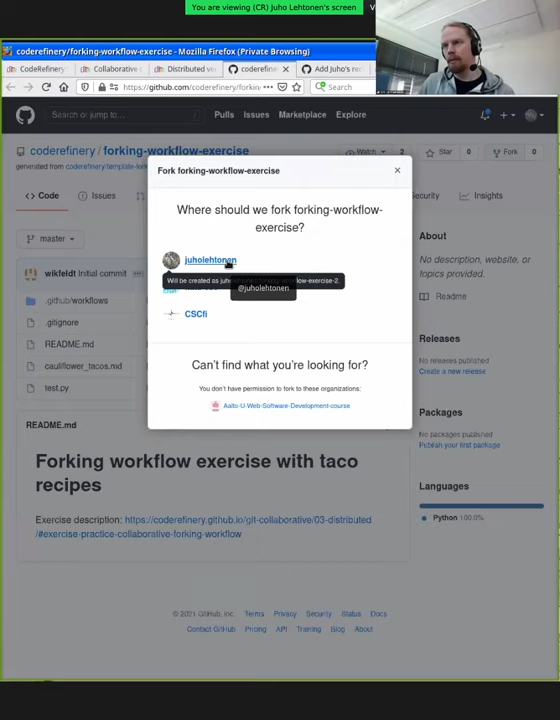 You are viewing (CR) Juho Lehtonen's screen
V
coderefinery/forking-workflow-exercise - Mozilla Firefox (Private Browsing)
CodeRefinery
Collaborative
Distributed ve
coderefin
Add Juho's rec
https://github.com/coderefinery/forkin
Search
Search or jump to...
/
Pulls
Issues
Marketplace
Explore
coderefinery / forking-workflow-exercise
generated from coderefinery/template-fork
Watch
2
Star
0
Fork
0
Code
Issues
Security
Insights
master
wikfeldt Initial commit
.github/workflows
.gitignore
README.md
cauliflower_tacos.md
test.py
Fork forking-workflow-exercise
×
Where should we fork forking-workflow-
exercise?
juholehtonen
Will be created as juh
low-exercise-2.
@juholehtonen
CSCfi
Can't find what you're looking for?
You don't have permission to fork to these organizations:
Aalto-U-Web-Software-Development-course
About
No description, website, or
topics provided.
Readme
Releases
No releases published
Create a new release
Packages
No packages published
Publish your first package
Languages
Python 100.0%
README.md
Forking workflow exercise with taco
recipes
Exercise description: https://coderefinery.github.io/git-collaborative/03-distributed
/#exercise-practice-collaborative-forking-workflow
© 2021 GitHub, Inc.
Terms
Privacy
Security
Status
Docs
Contact GitHub
Pricing
API
Training
Blog
About